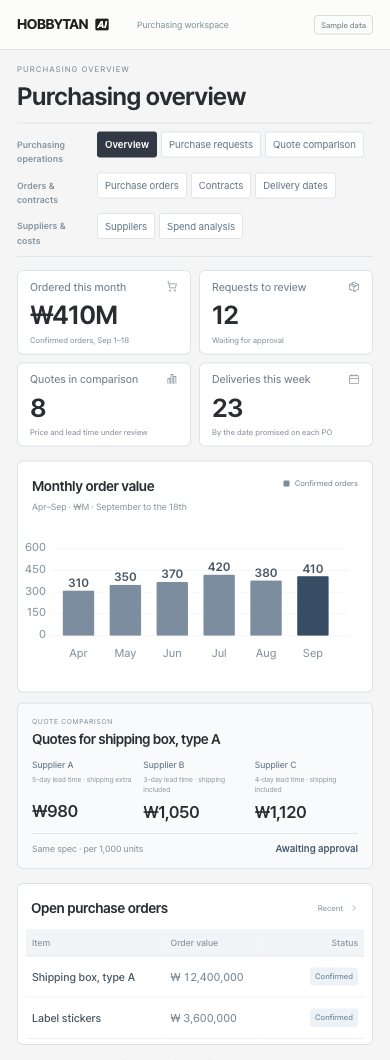 HOBBYTAN AI Purchasing workspace Sample data
PURCHASING OVERVIEW
Purchasing overview
Purchasing operations
Overview Purchase requests Quote comparison
Orders & contracts
Purchase orders Contracts Delivery dates
Suppliers & costs
Suppliers Spend analysis
Ordered this month
₩410M
Confirmed orders, Sep 1–18
Requests to review
12
Waiting for approval
Quotes in comparison
8
Price and lead time under review
Deliveries this week
23
By the date promised on each PO
Monthly order value
Confirmed orders
Apr–Sep · ₩M · September to the 18th
600
450
300
150
0
310 350 370 420 380 410
Apr May Jun Jul Aug Sep
QUOTE COMPARISON
Quotes for shipping box, type A
Supplier A
5-day lead time · shipping extra
₩980
Supplier B
3-day lead time · shipping
included
₩1,050
Supplier C
4-day lead time · shipping
included
₩1,120
Same spec · per 1,000 units Awaiting approval
Open purchase orders Recent
Item Order value Status
Shipping box, type A ₩ 12,400,000 Confirmed
Label stickers ₩ 3,600,000 Confirmed